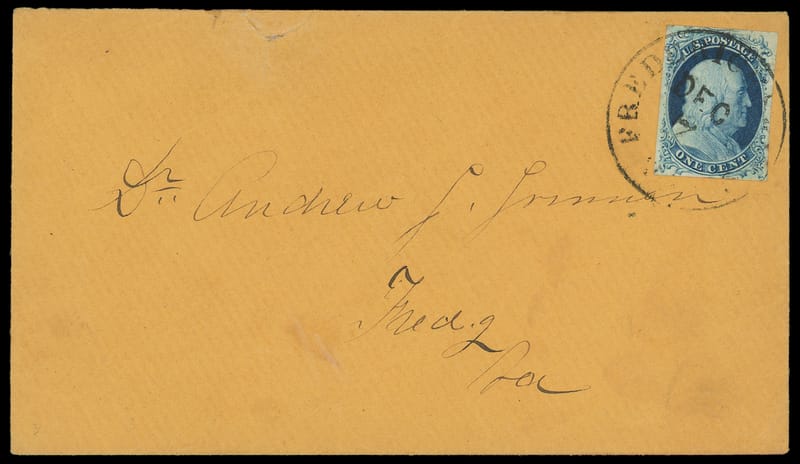 U.S. POSTAGE
ONE CENT
FRED
DEC
Dr. Andrew
Fred.g
Va